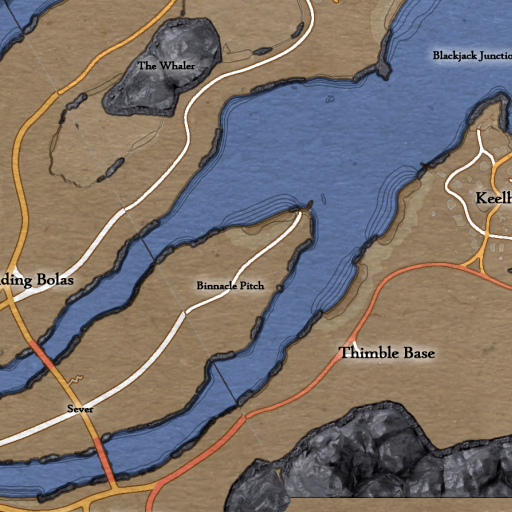 Blackjack Junctio
The Whaler
Keelh
ding Bolas
Binnacle Pitch
Thimble Base
Sever